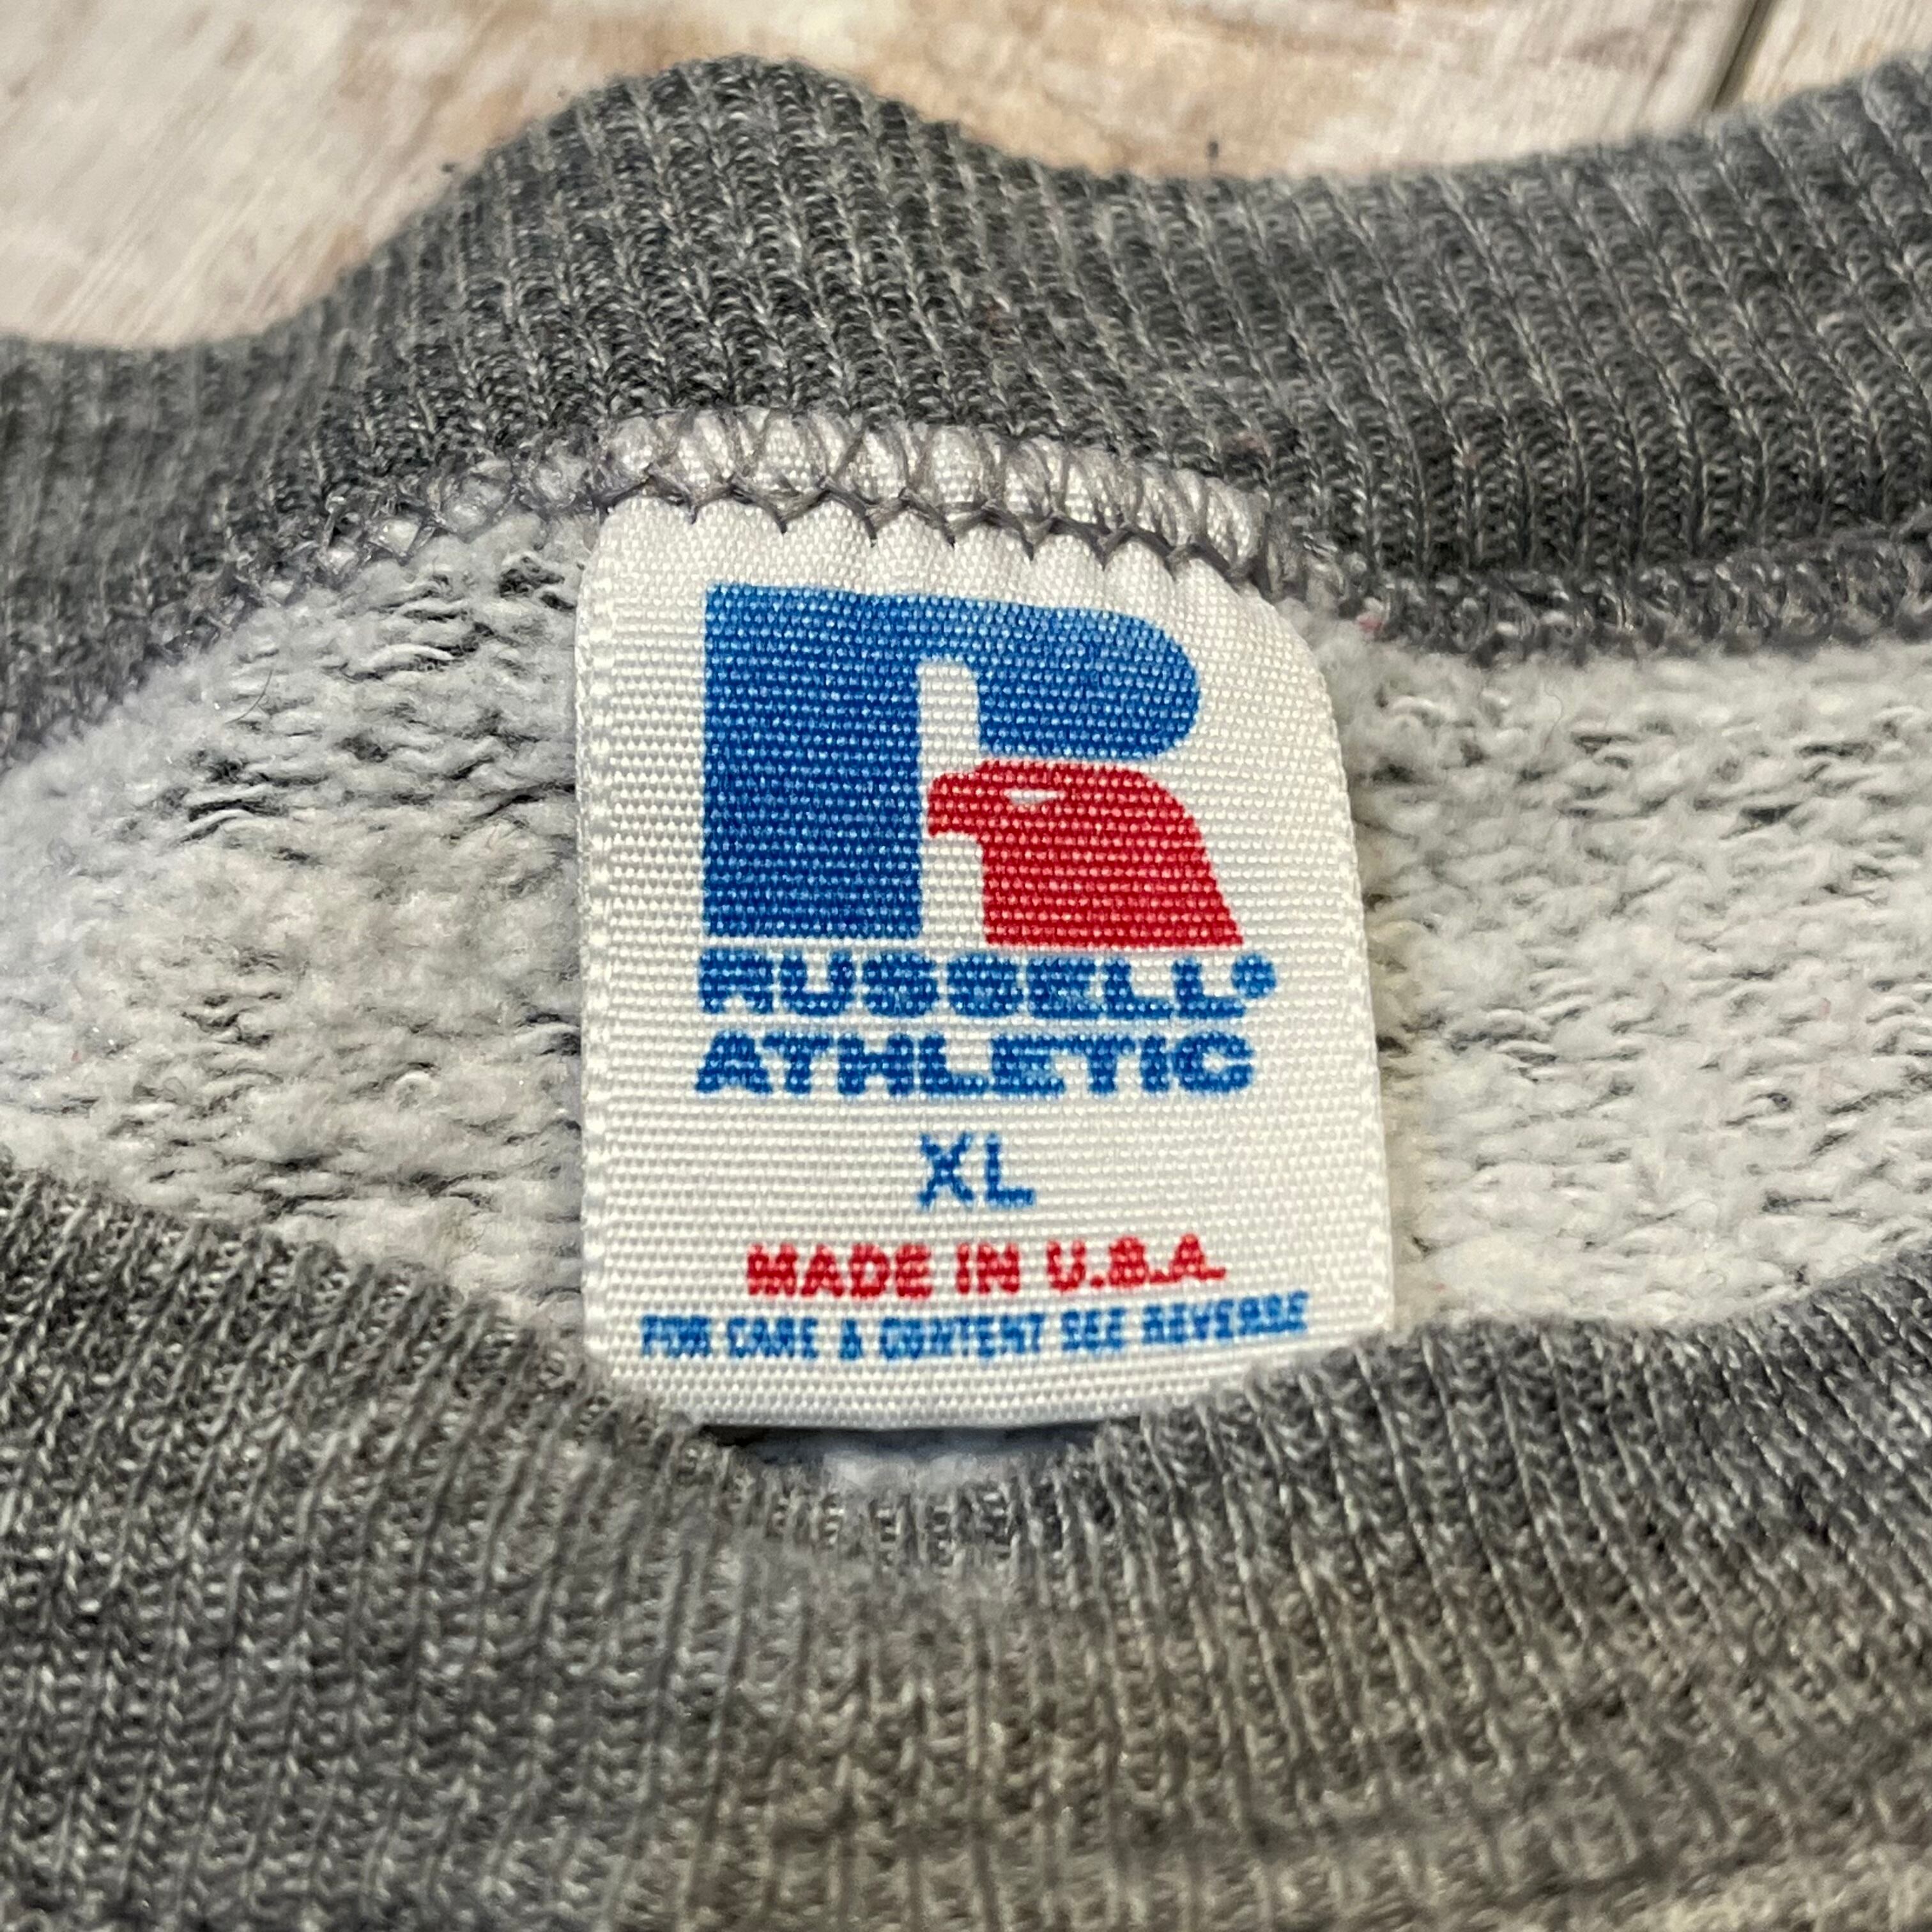 R
RUSSELL®
ATHLETIC
XL
MADE IN U.S.A.
FOR CARE & CONTENT SEE REVERSE